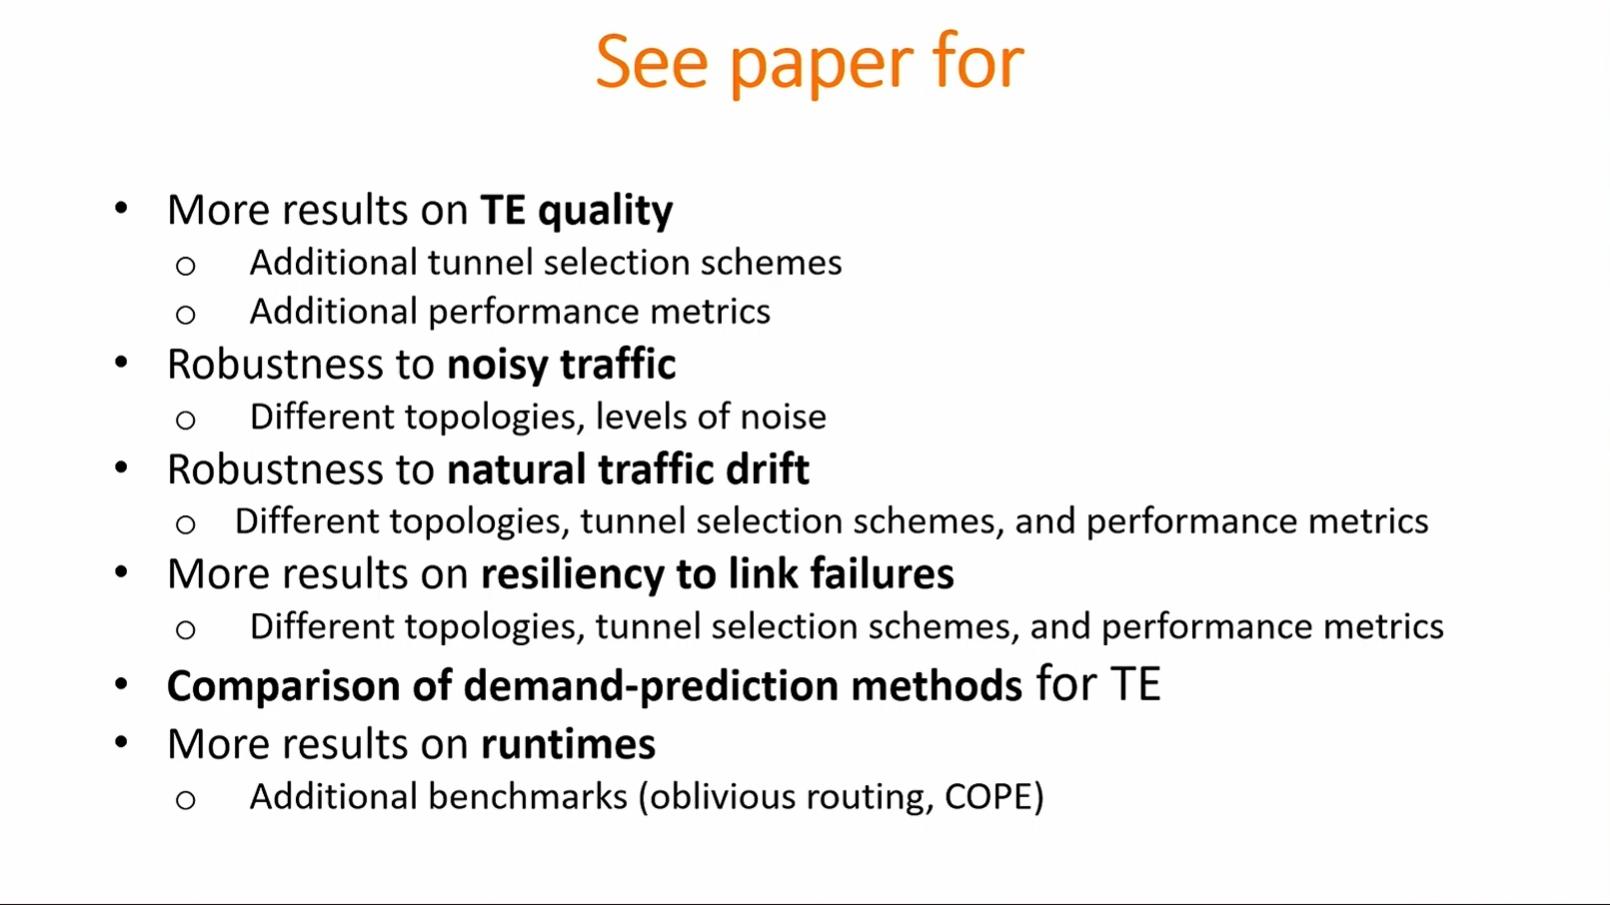 See paper for
• More results on TE quality
o Additional tunnel selection schemes
o Additional performance metrics
• Robustness to noisy traffic
o Different topologies, levels of noise
• Robustness to natural traffic drift
o Different topologies, tunnel selection schemes, and performance metrics
• More results on resiliency to link failures
o Different topologies, tunnel selection schemes, and performance metrics
• Comparison of demand-prediction methods for TE
• More results on runtimes
o Additional benchmarks (oblivious routing, COPE)